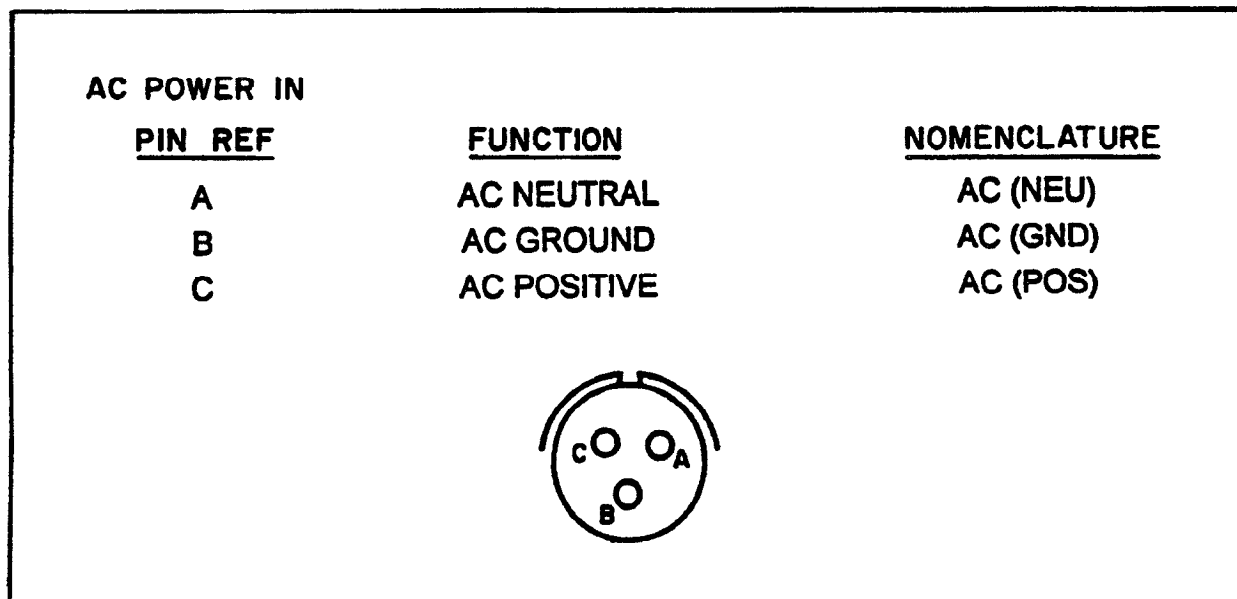 AC POWER IN
PIN REF FUNCTION NOMENCLATURE
A AC NEUTRAL AC (NEU)
B AC GROUND AC (GND)
C AC POSITIVE AC (POS)
C A
B